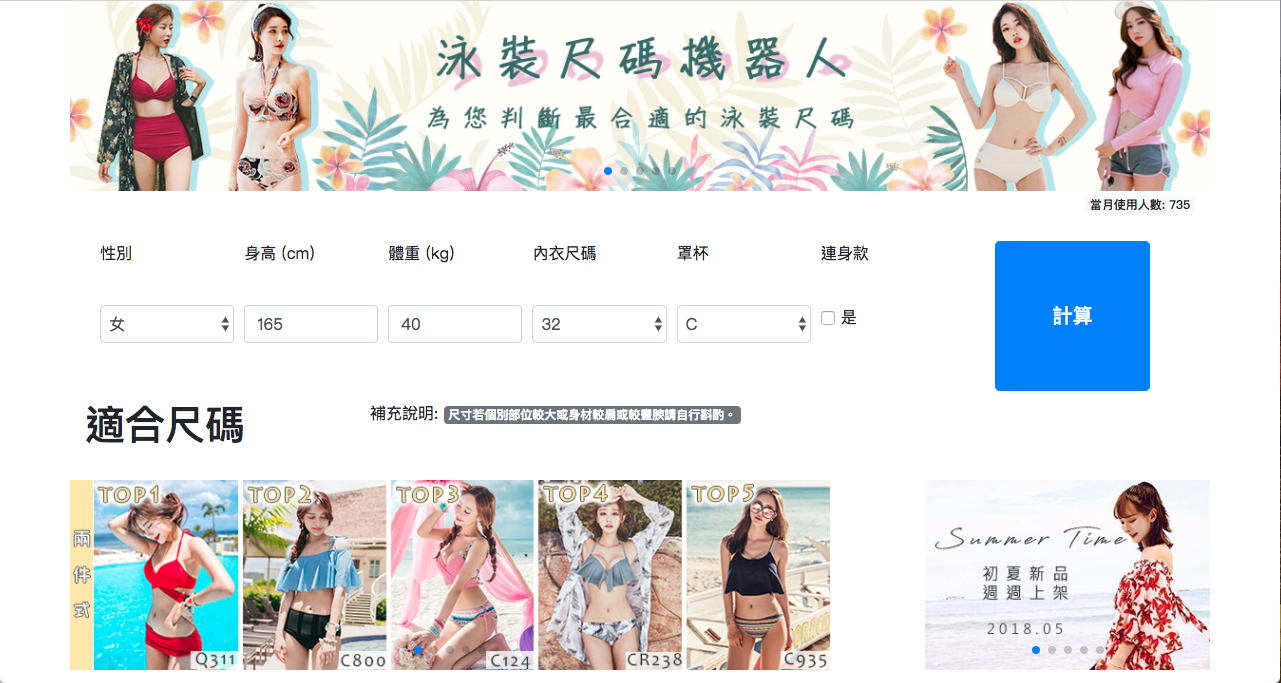 泳裝尺碼機器人
為您判斷最合適的泳裝尺碼
當月使用人數: 735
性別
身高 (cm)
體重 (kg)
內衣尺碼
罩杯
連身款
女
165
40
32
C
是
計算
適合尺碼
補充說明: 尺寸若個別部位較大或身材較扁或較豐腴請自行斟酌。
兩件式
TOP1
Q311
TOP2
C800
TOP3
C124
TOP4
CR238
TOP5
C935
Summer Time
初夏新品
週週上架
2018.05